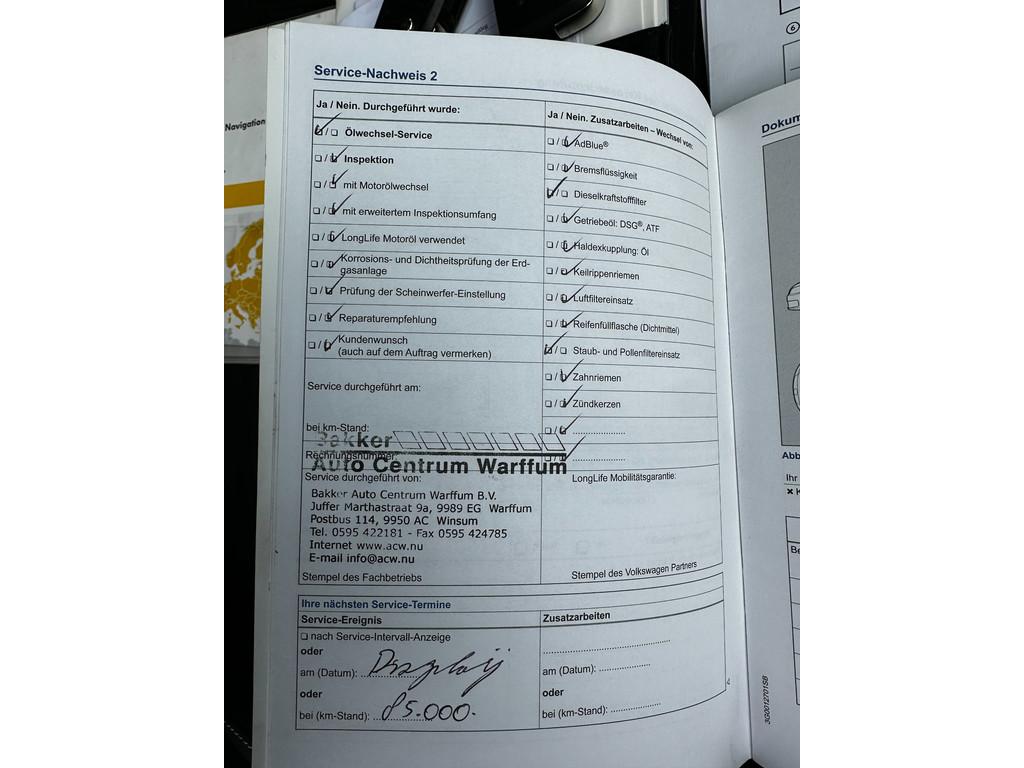 Navigation
Service-Nachweis 2
Ja / Nein. Durchgeführt wurde:
Ölwechsel-Service
Inspektion
mit Motorölwechsel
mit erweitertem Inspektionsumfang
LongLife Motoröl verwendet
Korrosions- und Dichtheitsprüfung der Erd-
gasanlage
Prüfung der Scheinwerfer-Einstellung
Reparaturempfehlung
Kundenwunsch
(auch auf dem Auftrag vermerken)
Service durchgeführt am:
bei km-Stand:
Rechnungsnummer:
Bakker
Auto Centrum Warffum
Service durchgeführt von:
Bakker Auto Centrum Warffum B.V.
Juffer Marthastraat 9a, 9989 EG Warffum
Postbus 114, 9950 AC Winsum
Tel. 0595 422181 - Fax 0595 424785
Internet www.acw.nu
E-mail info@acw.nu
Stempel des Fachbetriebs
Ja / Nein. Zusatzarbeiten – Wechsel von:
AdBlue®
Bremsflüssigkeit
Dieselkraftstofffilter
Getriebeöl: DSG®, ATF
Haldexkupplung: Öl
Keilrippenriemen
Luftfiltereinsatz
Reifenfüllflasche (Dichtmittel)
Staub- und Pollenfiltereinsatz
Zahnriemen
Zündkerzen
LongLife Mobilitätsgarantie:
Stempel des Volkswagen Partners
Ihre nächsten Service-Termine
Service-Ereignis
nach Service-Intervall-Anzeige
oder
am (Datum): Displaij
oder
bei (km-Stand): 85.000.
Zusatzarbeiten
am (Datum):
oder
bei (km-Stand):
3G0012701SB
6
Dokum
Abb
Ihr
Be